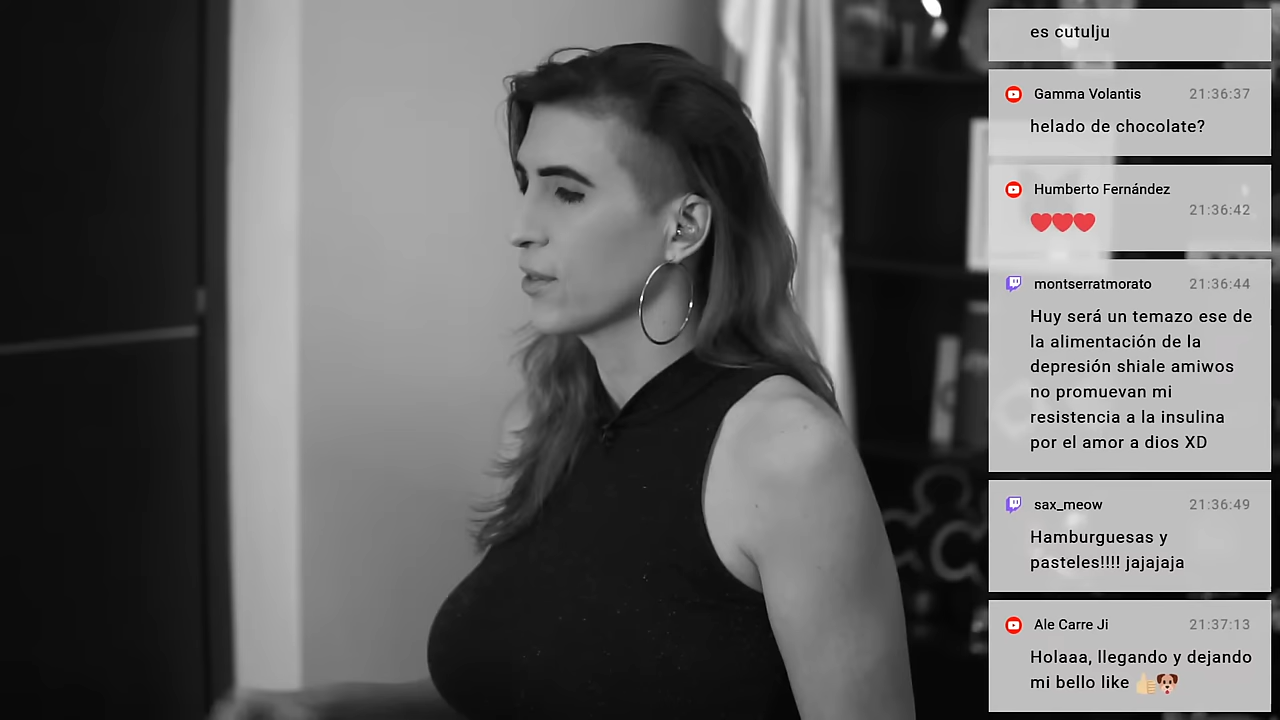 es cutulju
Gamma Volantis 21:36:37
helado de chocolate?
Humberto Fernández
21:36:42
❤❤❤
montserratmorato 21:36:44
Huy será un temazo ese de
la alimentación de la
depresión shiale amiwos
no promuevan mi
resistencia a la insulina
por el amor a dios XD
sax_meow 21:36:49
Hamburguesas y
pasteles!!!! jajajaja
Ale Carre Ji 21:37:13
Holaaa, llegando y dejando
mi bello like 👍🏼🐶